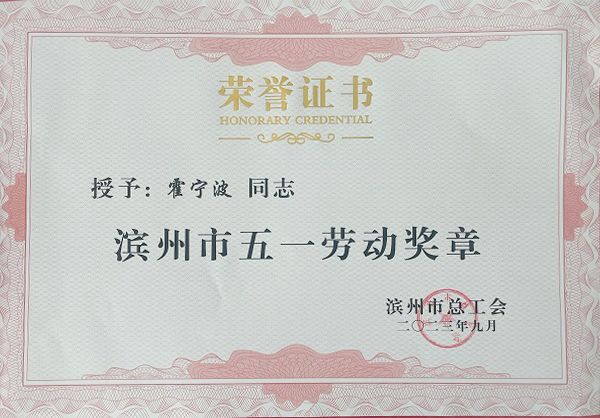 荣誉证书
HONORARY CREDENTIAL
授予：霍宁波 同志
滨州市五一劳动奖章
滨州市总工会
二〇二三年九月